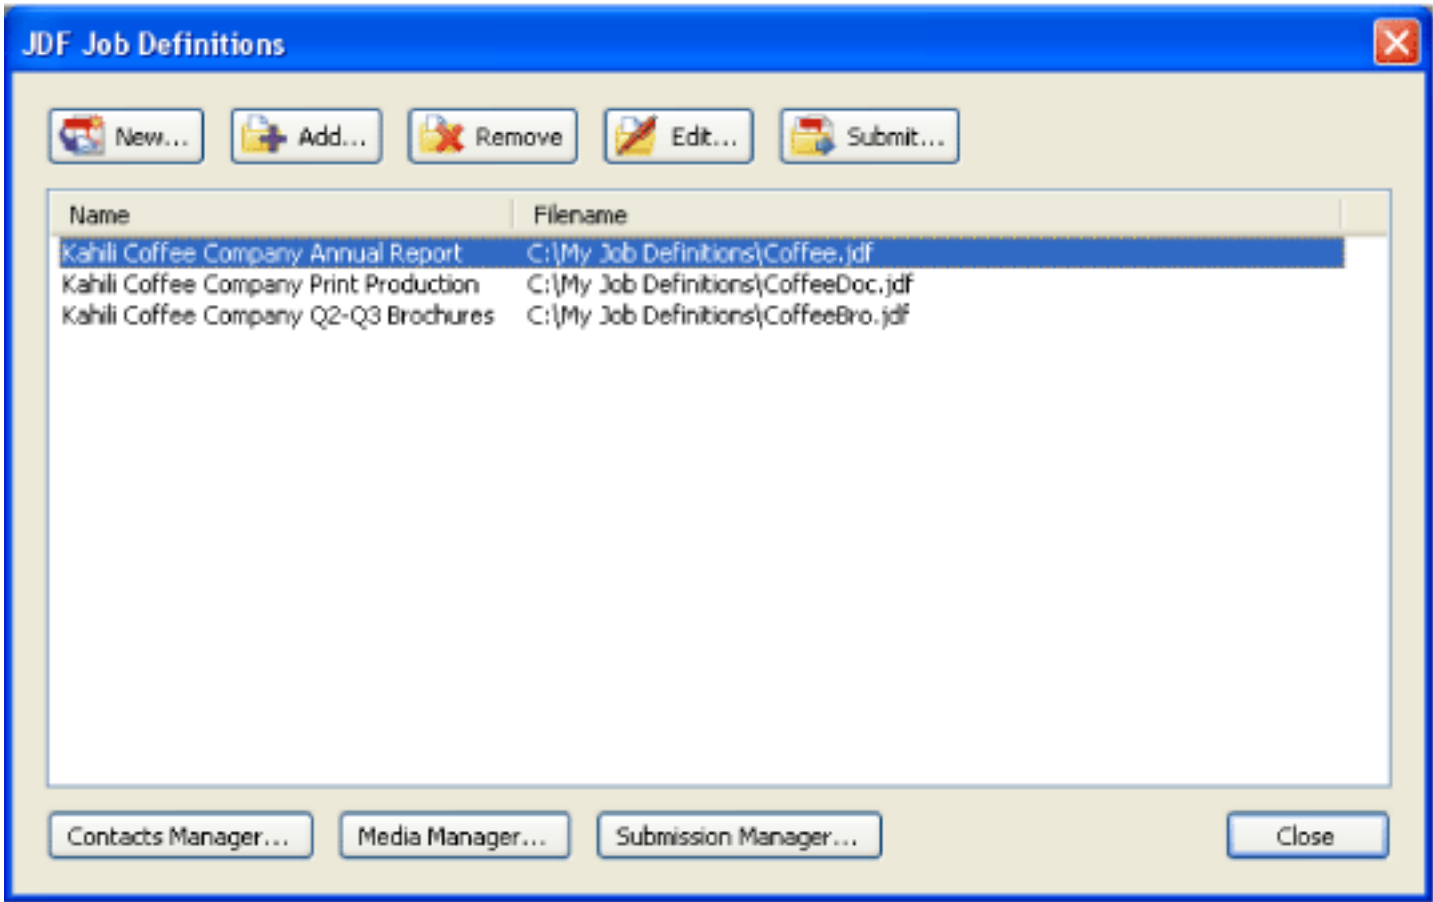 JDF Job Definitions
New... Add... Remove Edit... Submit...
Name Filename
Kahili Coffee Company Annual Report C:\My Job Definitions\Coffee.jdf
Kahili Coffee Company Print Production C:\My Job Definitions\CoffeeDoc.jdf
Kahili Coffee Company Q2-Q3 Brochures C:\My Job Definitions\CoffeeBro.jdf
Contacts Manager... Media Manager... Submission Manager... Close